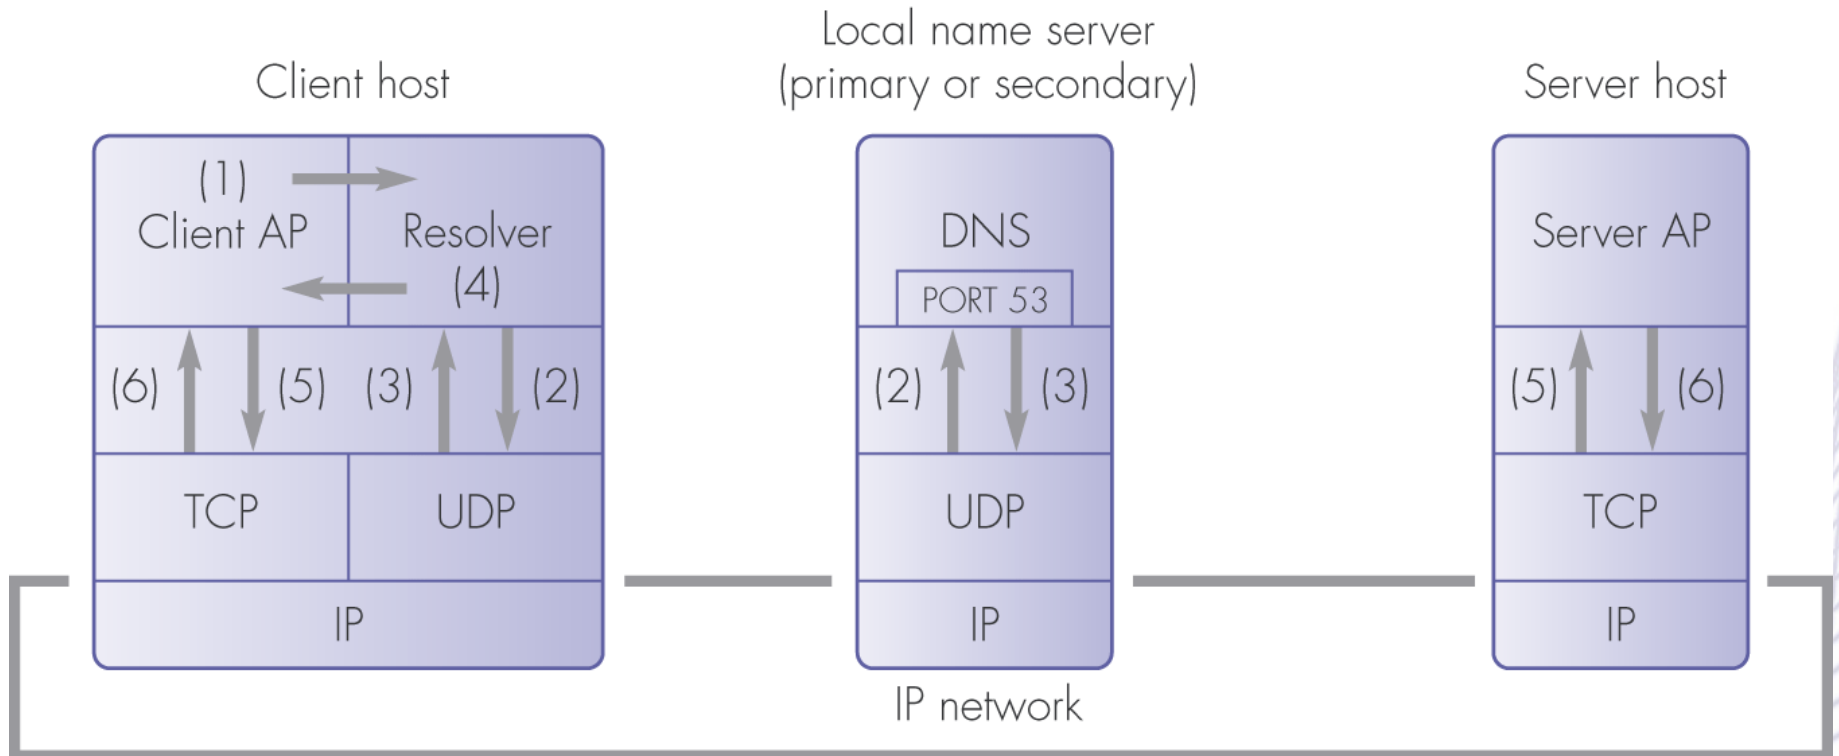 Client host
Local name server
(primary or secondary)
Server host
(1)
Client AP
Resolver
(4)
DNS
PORT 53
Server AP
(6)
(5)
(3)
(2)
(2)
(3)
(5)
(6)
TCP
UDP
UDP
TCP
IP
IP
IP
IP network